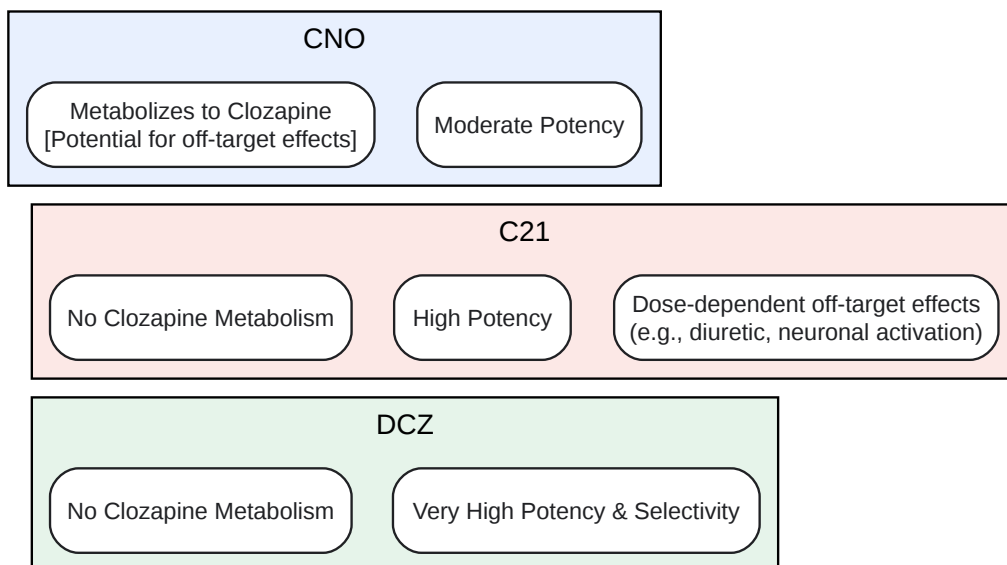 CNO
Metabolizes to Clozapine
[Potential for off-target effects]
Moderate Potency
C21
No Clozapine Metabolism
High Potency
Dose-dependent off-target effects
(e.g., diuretic, neuronal activation)
DCZ
No Clozapine Metabolism
Very High Potency & Selectivity